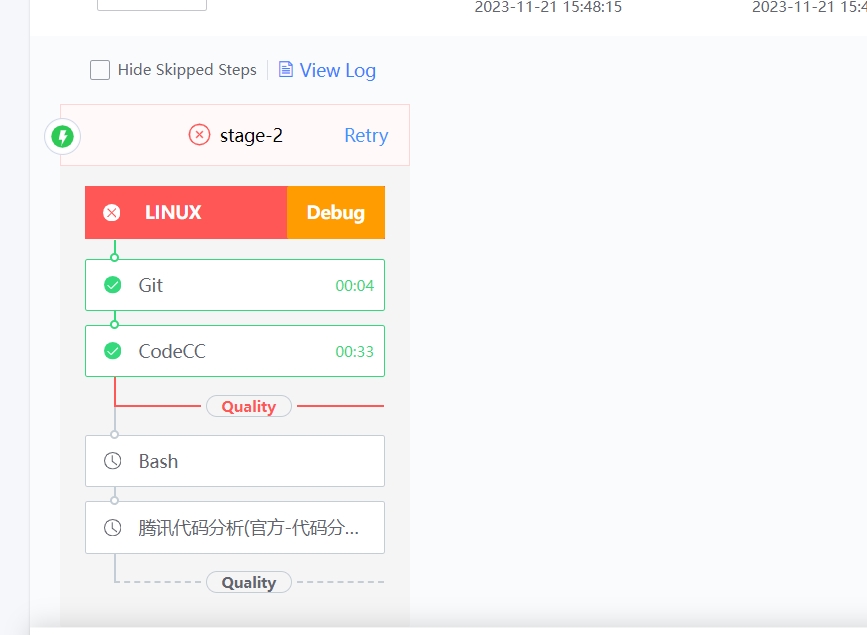 2023-11-21 15:48:15 2023-11-21 15:4
Hide Skipped Steps View Log
stage-2 Retry
LINUX Debug
Git 00:04
CodeCC 00:33
Quality
Bash
腾讯代码分析(官方-代码分...
Quality